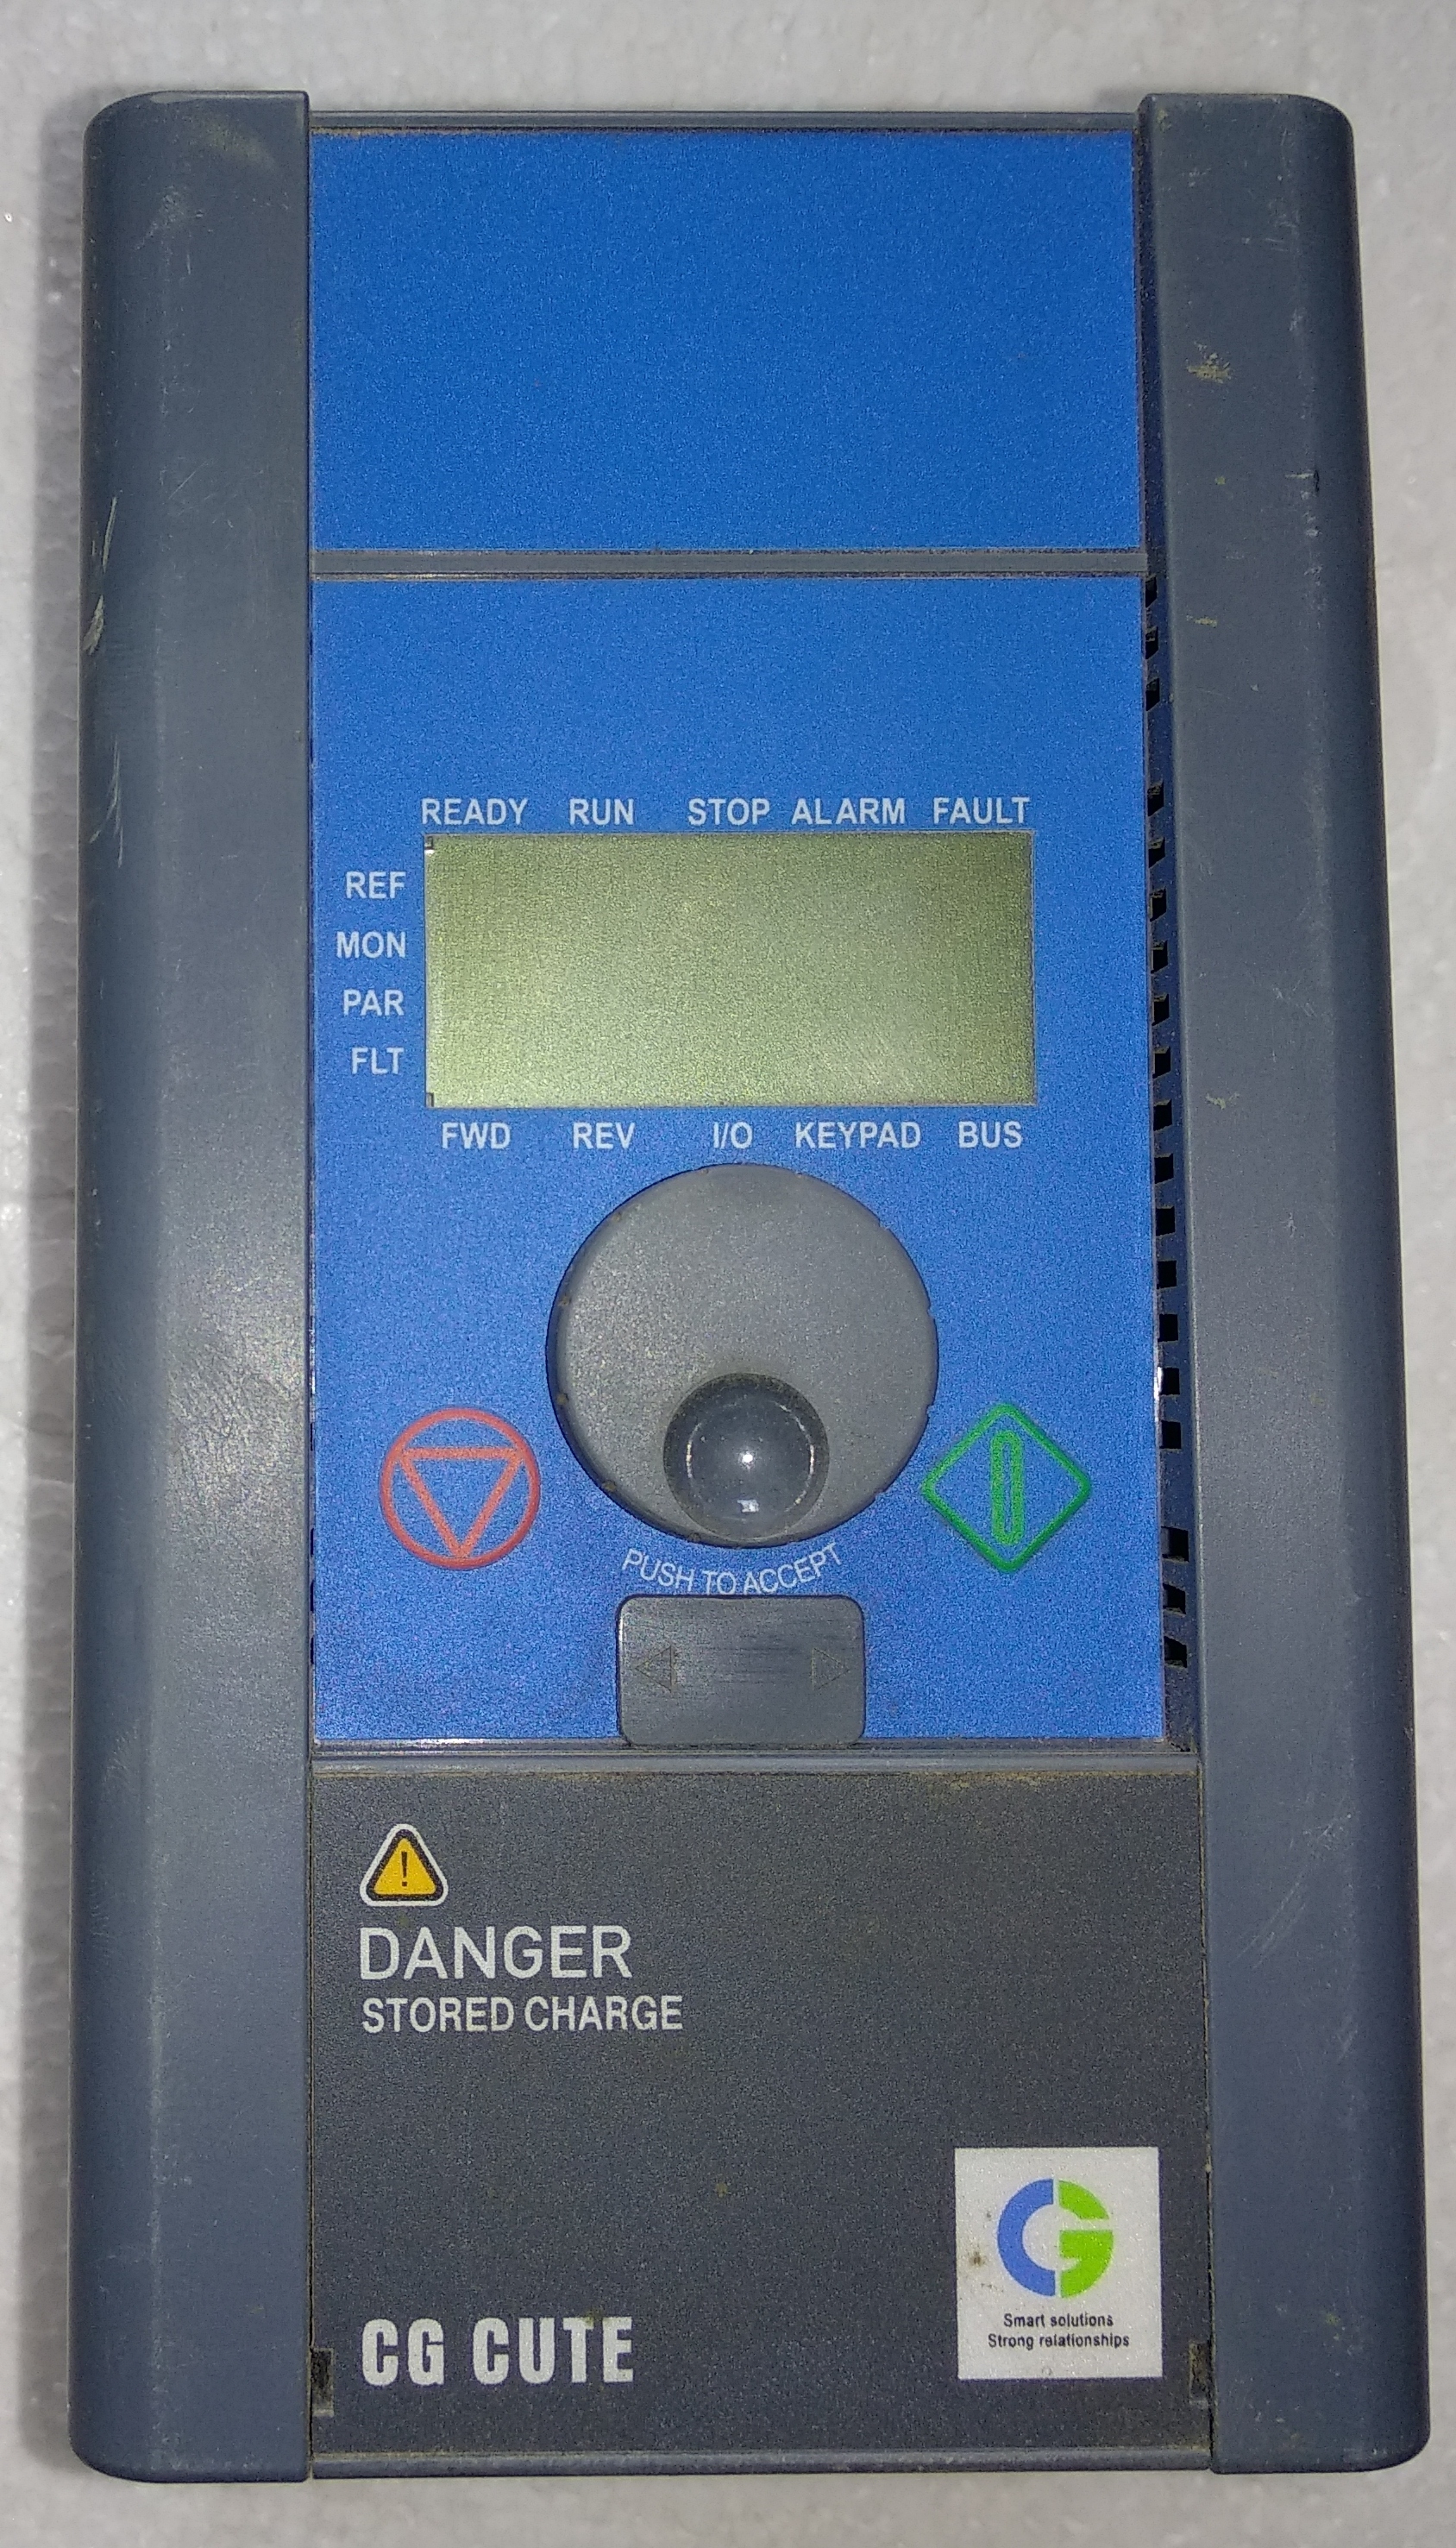 READY RUN STOP ALARM FAULT
REF
MON
PAR
FLT
FWD REV I/O KEYPAD BUS
PUSH TO ACCEPT
!
DANGER
STORED CHARGE
CG CUTE
CG
Smart solutions
Strong relationships